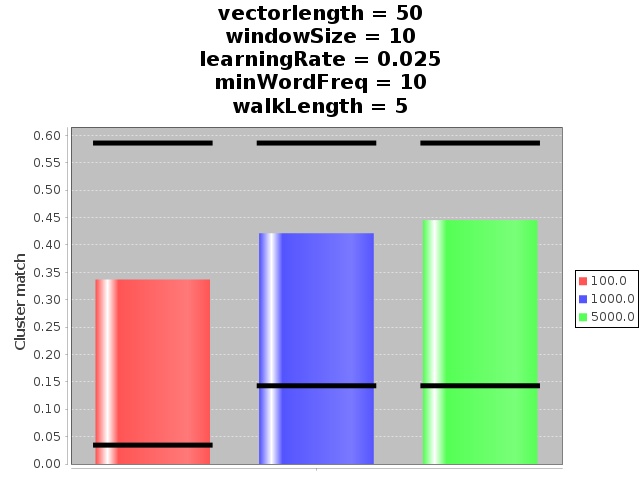 vectorlength = 50
windowSize = 10
learningRate = 0.025
minWordFreq = 10
walkLength = 5
0.60
0.55
0.50
0.45
0.40
0.35
0.30
0.25
0.20
0.15
0.10
0.05
0.00
Cluster match
100.0
1000.0
5000.0